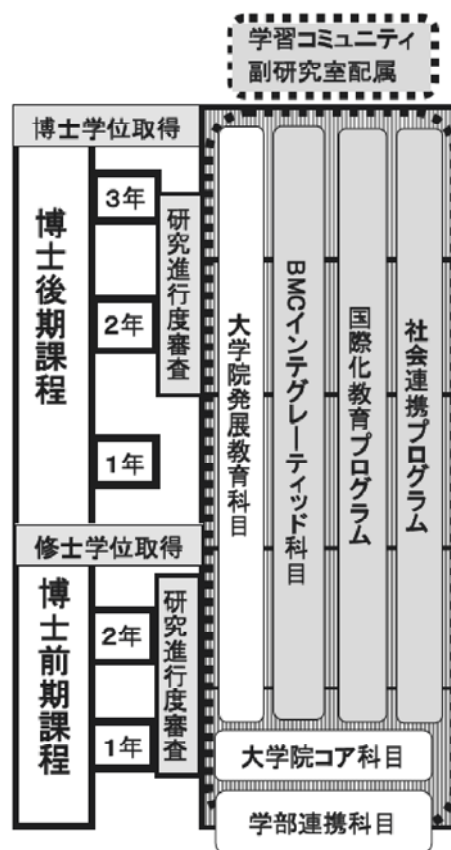 学習コミュニティ
副研究室配属
博士学位取得
博士後期課程
3年
2年
1年
研究進行度審査
修士学位取得
博士前期課程
2年
1年
研究進行度審査
大学院発展教育科目
BMCインテグレーティッド科目
国際化教育プログラム
社会連携プログラム
大学院コア科目
学部連携科目